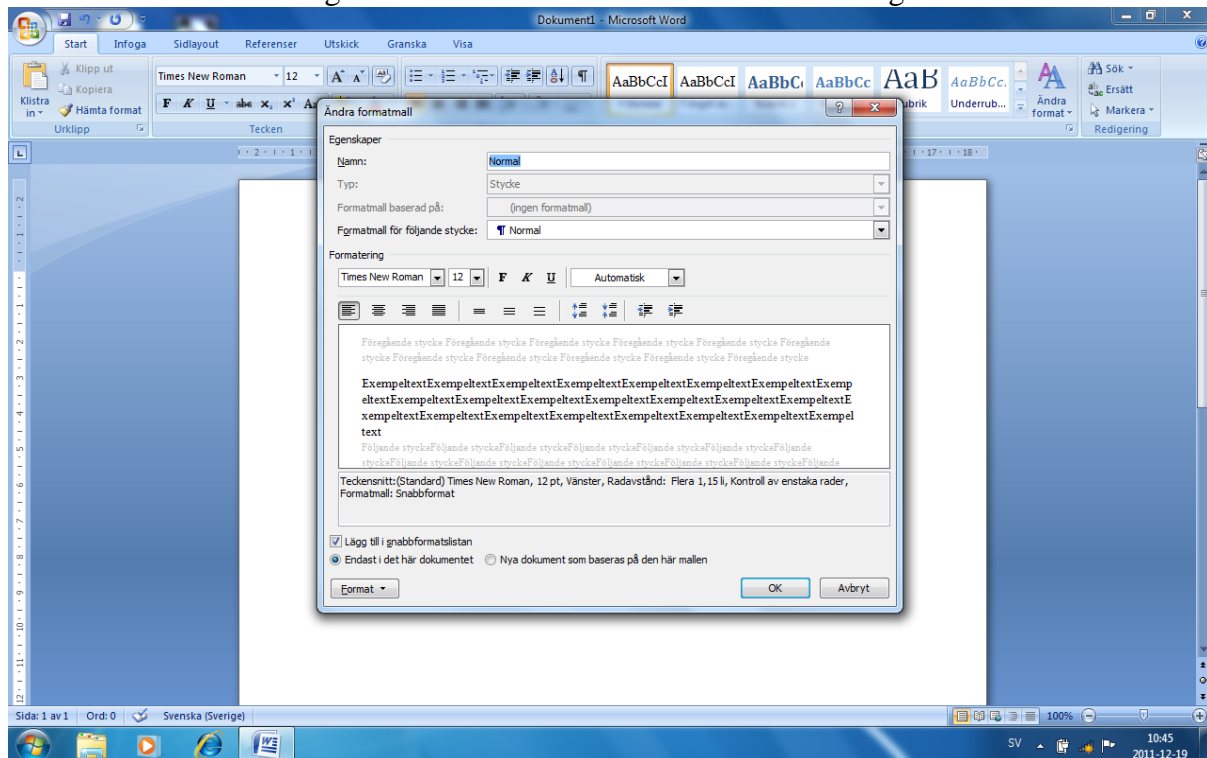 Dokument1 - Microsoft Word
Start Infoga Sidlayout Referenser Utskick Granska Visa
Klistra in
Klipp ut
Kopiera
Hämta format
Urklipp
Times New Roman 12
F K U abc x₂ x²
Tecken
AaBbCcI AaBbCcI AaBbC AaBbCc AaB AaBbCc.
brik Underrub...
Ändra format
Sök
Ersätt
Markera
Redigering
Ändra formatmall
Egenskaper
Namn: Normal
Typ: Stycke
Formatmall baserad på: (ingen formatmall)
Formatmall för följande stycke: ¶ Normal
Formatering
Times New Roman 12 F K U Automatisk
Föregående stycke Föregående stycke Föregående stycke Föregående stycke Föregående
stycke Föregående stycke Föregående stycke Föregående stycke Föregående stycke
ExempeltextExempeltextExempeltextExempeltextExempeltextExempeltextExempeltextExemp
eltextExempeltextExempeltextExempeltextExempeltextExempeltextExempeltextExempeltextE
xempeltextExempeltextExempeltextExempeltextExempeltextExempeltextExempeltextExempel
text
Följande styckeFöljande styckeFöljande styckeFöljande styckeFöljande styckeFöljande
styckeFöljande styckeFöljande styckeFöljande styckeFöljande styckeFöljande styckeFöljande
Teckensnitt:(Standard) Times New Roman, 12 pt, Vänster, Radavstånd: Flera 1,15 li, Kontroll av enstaka rader,
Formatmall: Snabbformat
Lägg till i snabbformatslistan
Endast i det här dokumentet Nya dokument som baseras på den här mallen
Format OK Avbryt
Sida: 1 av 1 Ord: 0 Svenska (Sverige) 100%
SV 10:45
2011-12-19